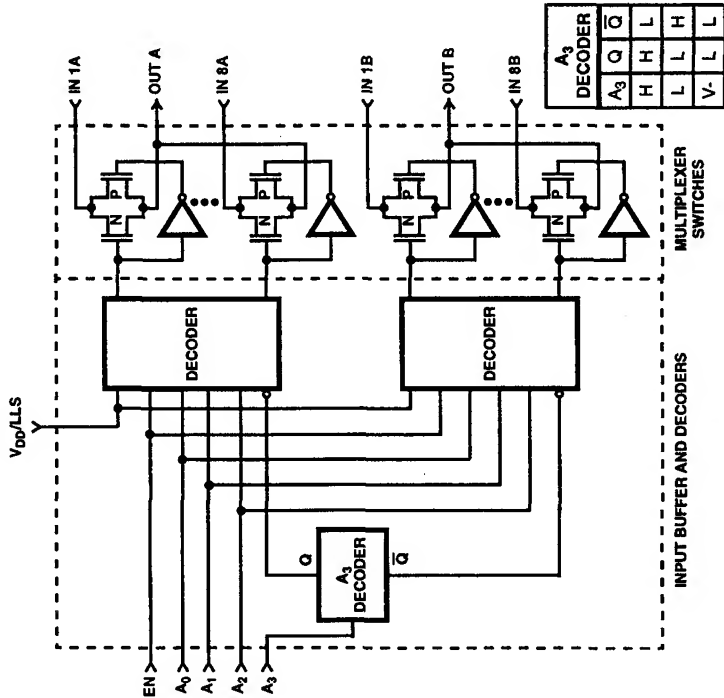 V_DD/LLS
EN
A0
A1
A2
A3
DECODER
DECODER
A3
DECODER
Q
Q̅
N
P
N
P
N
P
N
P
IN 1A
OUT A
IN 8A
IN 1B
OUT B
IN 8B
INPUT BUFFER AND DECODERS
MULTIPLEXER
SWITCHES
A3
DECODER
A3 Q Q̅
H H L
L L H
V- L L